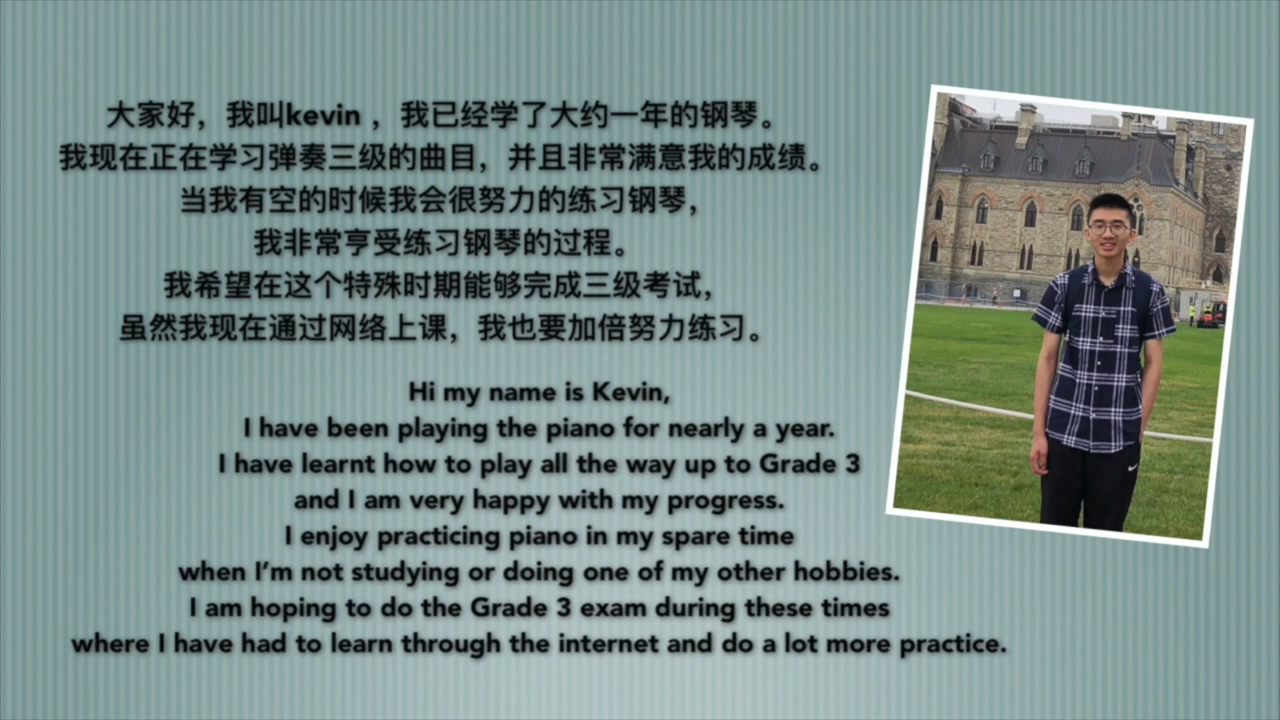 大家好，我叫kevin ，我已经学了大约一年的钢琴。
我现在正在学习弹奏三级的曲目，并且非常满意我的成绩。
当我有空的时候我会很努力的练习钢琴，
我非常享受练习钢琴的过程。
我希望在这个特殊时期能够完成三级考试，
虽然我现在通过网络上课，我也要加倍努力练习。
Hi my name is Kevin,
I have been playing the piano for nearly a year.
I have learnt how to play all the way up to Grade 3
and I am very happy with my progress.
I enjoy practicing piano in my spare time
when I’m not studying or doing one of my other hobbies.
I am hoping to do the Grade 3 exam during these times
where I have had to learn through the internet and do a lot more practice.